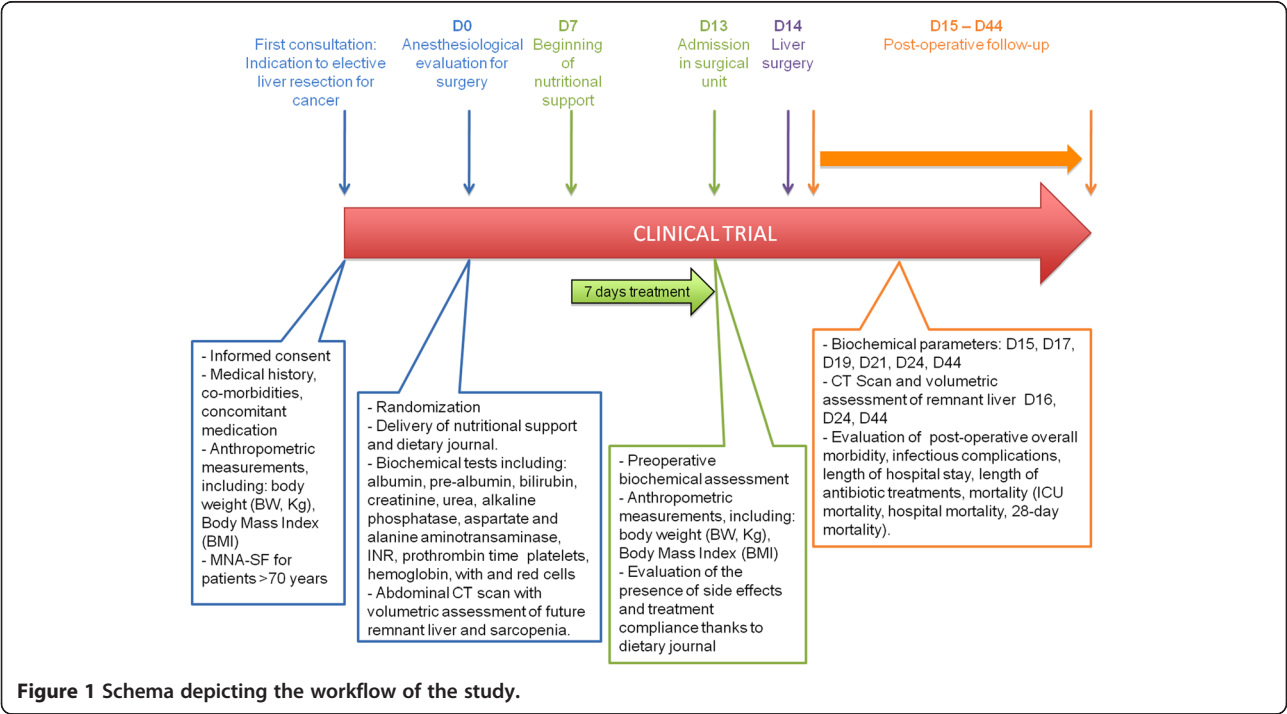 First consultation:
Indication to elective
liver resection for
cancer
D0
Anesthesiological
evaluation for
surgery
D7
Beginning
of
nutritional
support
D13
Admission
in surgical
unit
D14
Liver
surgery
D15 – D44
Post-operative follow-up
CLINICAL TRIAL
7 days treatment
- Informed consent
- Medical history,
co-morbidities,
concomitant
medication
- Anthropometric
measurements,
including: body
weight (BW, Kg),
Body Mass Index
(BMI)
- MNA-SF for
patients >70 years
- Randomization
- Delivery of nutritional support
and dietary journal.
- Biochemical tests including:
albumin, pre-albumin, bilirubin,
creatinine, urea, alkaline
phosphatase, aspartate and
alanine aminotransaminase,
INR, prothrombin time platelets,
hemoglobin, with and red cells
- Abdominal CT scan with
volumetric assessment of future
remnant liver and sarcopenia.
- Preoperative
biochemical assessment
- Anthropometric
measurements, including:
body weight (BW, Kg),
Body Mass Index (BMI)
- Evaluation of the
presence of side effects
and treatment
compliance thanks to
dietary journal
- Biochemical parameters: D15, D17,
D19, D21, D24, D44
- CT Scan and volumetric
assessment of remnant liver D16,
D24, D44
- Evaluation of post-operative overall
morbidity, infectious complications,
length of hospital stay, length of
antibiotic treatments, mortality (ICU
mortality, hospital mortality, 28-day
mortality).
Figure 1 Schema depicting the workflow of the study.